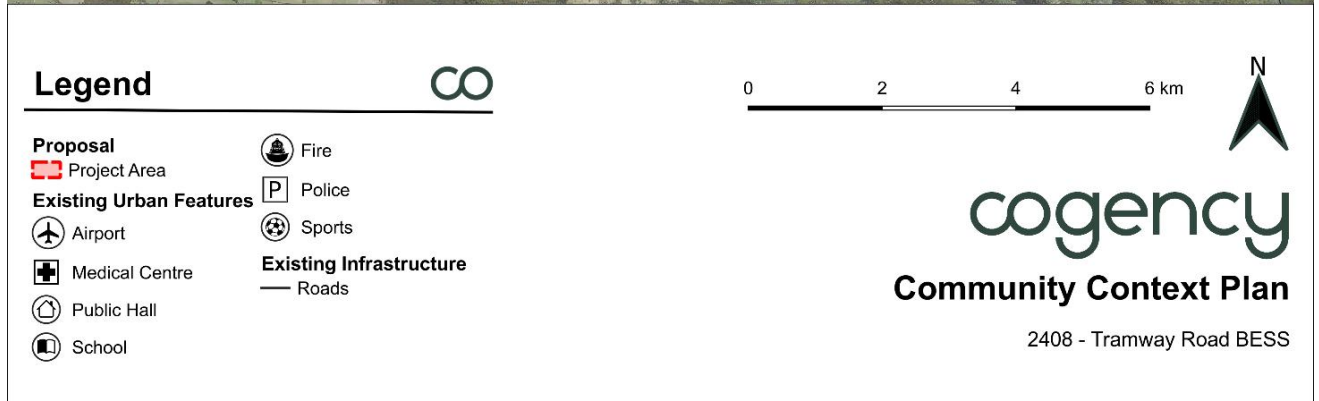 Legend
CO
Proposal
Project Area
Existing Urban Features
Airport
Medical Centre
Public Hall
School
Fire
P Police
Sports
Existing Infrastructure
Roads
0 2 4 6 km
N
cogency
Community Context Plan
2408 - Tramway Road BESS